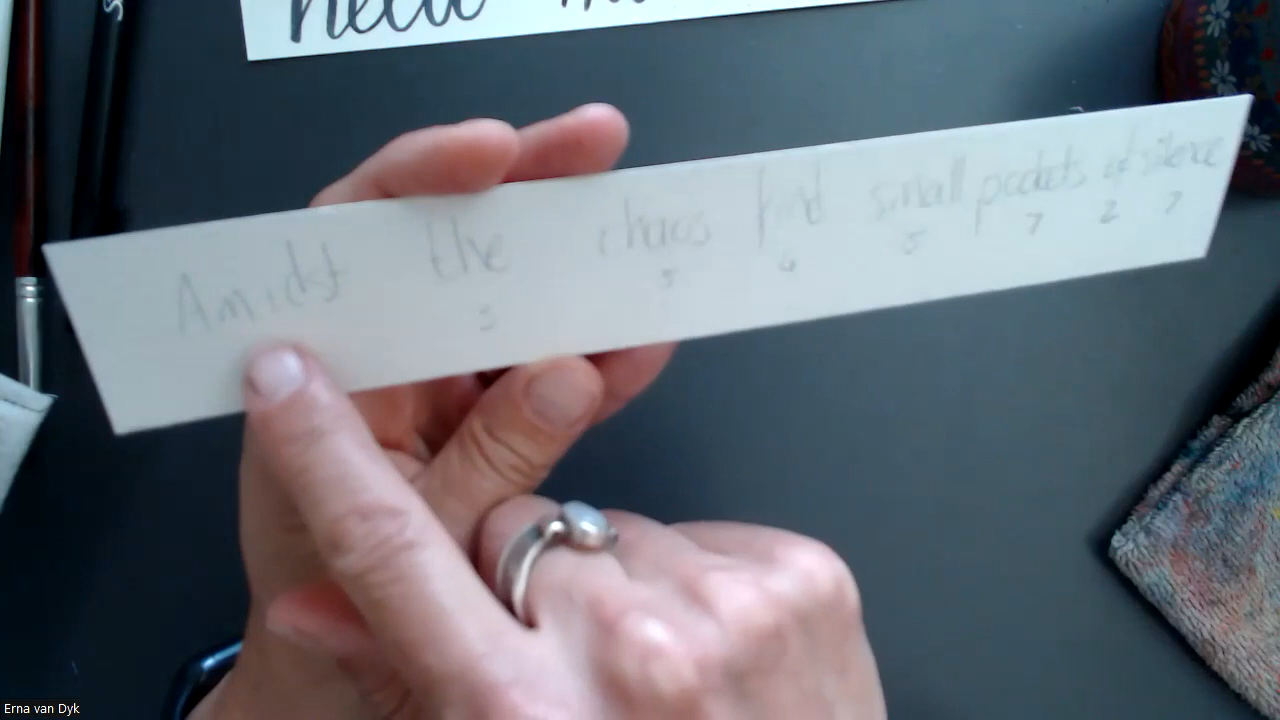 Amidst the chaos find small pockets of silence
3 5 4 5 7 2 7
Erna van Dyk